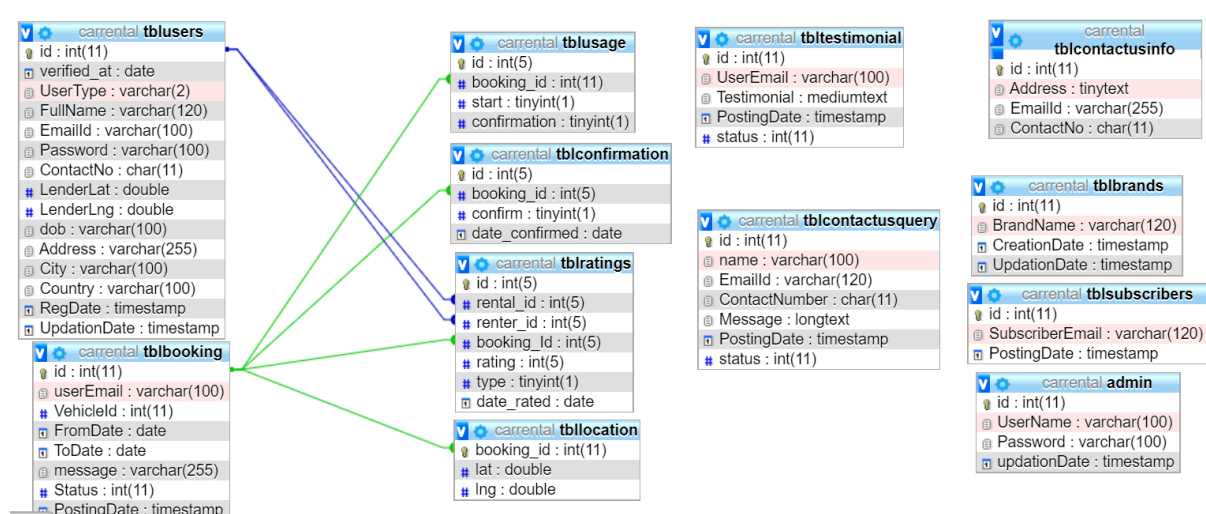 carrental tblusers
id : int(11)
verified_at : date
UserType : varchar(2)
FullName : varchar(120)
EmailId : varchar(100)
Password : varchar(100)
ContactNo : char(11)
LenderLat : double
LenderLng : double
dob : varchar(100)
Address : varchar(255)
City : varchar(100)
Country : varchar(100)
RegDate : timestamp
UpdationDate : timestamp
carrental tblbooking
id : int(11)
userEmail : varchar(100)
VehicleId : int(11)
FromDate : date
ToDate : date
message : varchar(255)
Status : int(11)
PostingDate : timestamp
carrental tblusage
id : int(5)
booking_id : int(11)
start : tinyint(1)
confirmation : tinyint(1)
carrental tblconfirmation
id : int(5)
booking_id : int(5)
confirm : tinyint(1)
date_confirmed : date
carrental tblratings
id : int(5)
rental_id : int(5)
renter_id : int(5)
booking_Id : int(5)
rating : int(5)
type : tinyint(1)
date_rated : date
carrental tbllocation
booking_id : int(11)
lat : double
lng : double
carrental tbltestimonial
id : int(11)
UserEmail : varchar(100)
Testimonial : mediumtext
PostingDate : timestamp
status : int(11)
carrental tblcontactusquery
id : int(11)
name : varchar(100)
EmailId : varchar(120)
ContactNumber : char(11)
Message : longtext
PostingDate : timestamp
status : int(11)
carrental
tblcontactusinfo
id : int(11)
Address : tinytext
EmailId : varchar(255)
ContactNo : char(11)
carrental tblbrands
id : int(11)
BrandName : varchar(120)
CreationDate : timestamp
UpdationDate : timestamp
carrental tblsubscribers
id : int(11)
SubscriberEmail : varchar(120)
PostingDate : timestamp
carrental admin
id : int(11)
UserName : varchar(100)
Password : varchar(100)
updationDate : timestamp